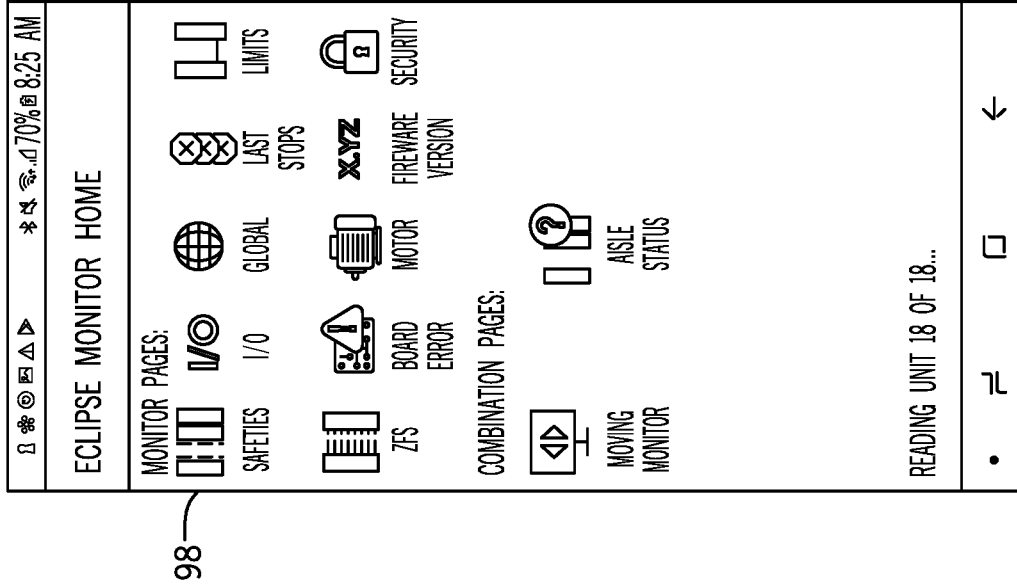 70% 8:25 AM
ECLIPSE MONITOR HOME
MONITOR PAGES:
SAFETIES
I/O
GLOBAL
LAST
STOPS
LIMITS
ZFS
BOARD
ERROR
MOTOR
X.YZ
FIREWARE
VERSION
SECURITY
COMBINATION PAGES:
MOVING
MONITOR
?
AISLE
STATUS
READING UNIT 18 OF 18...
98